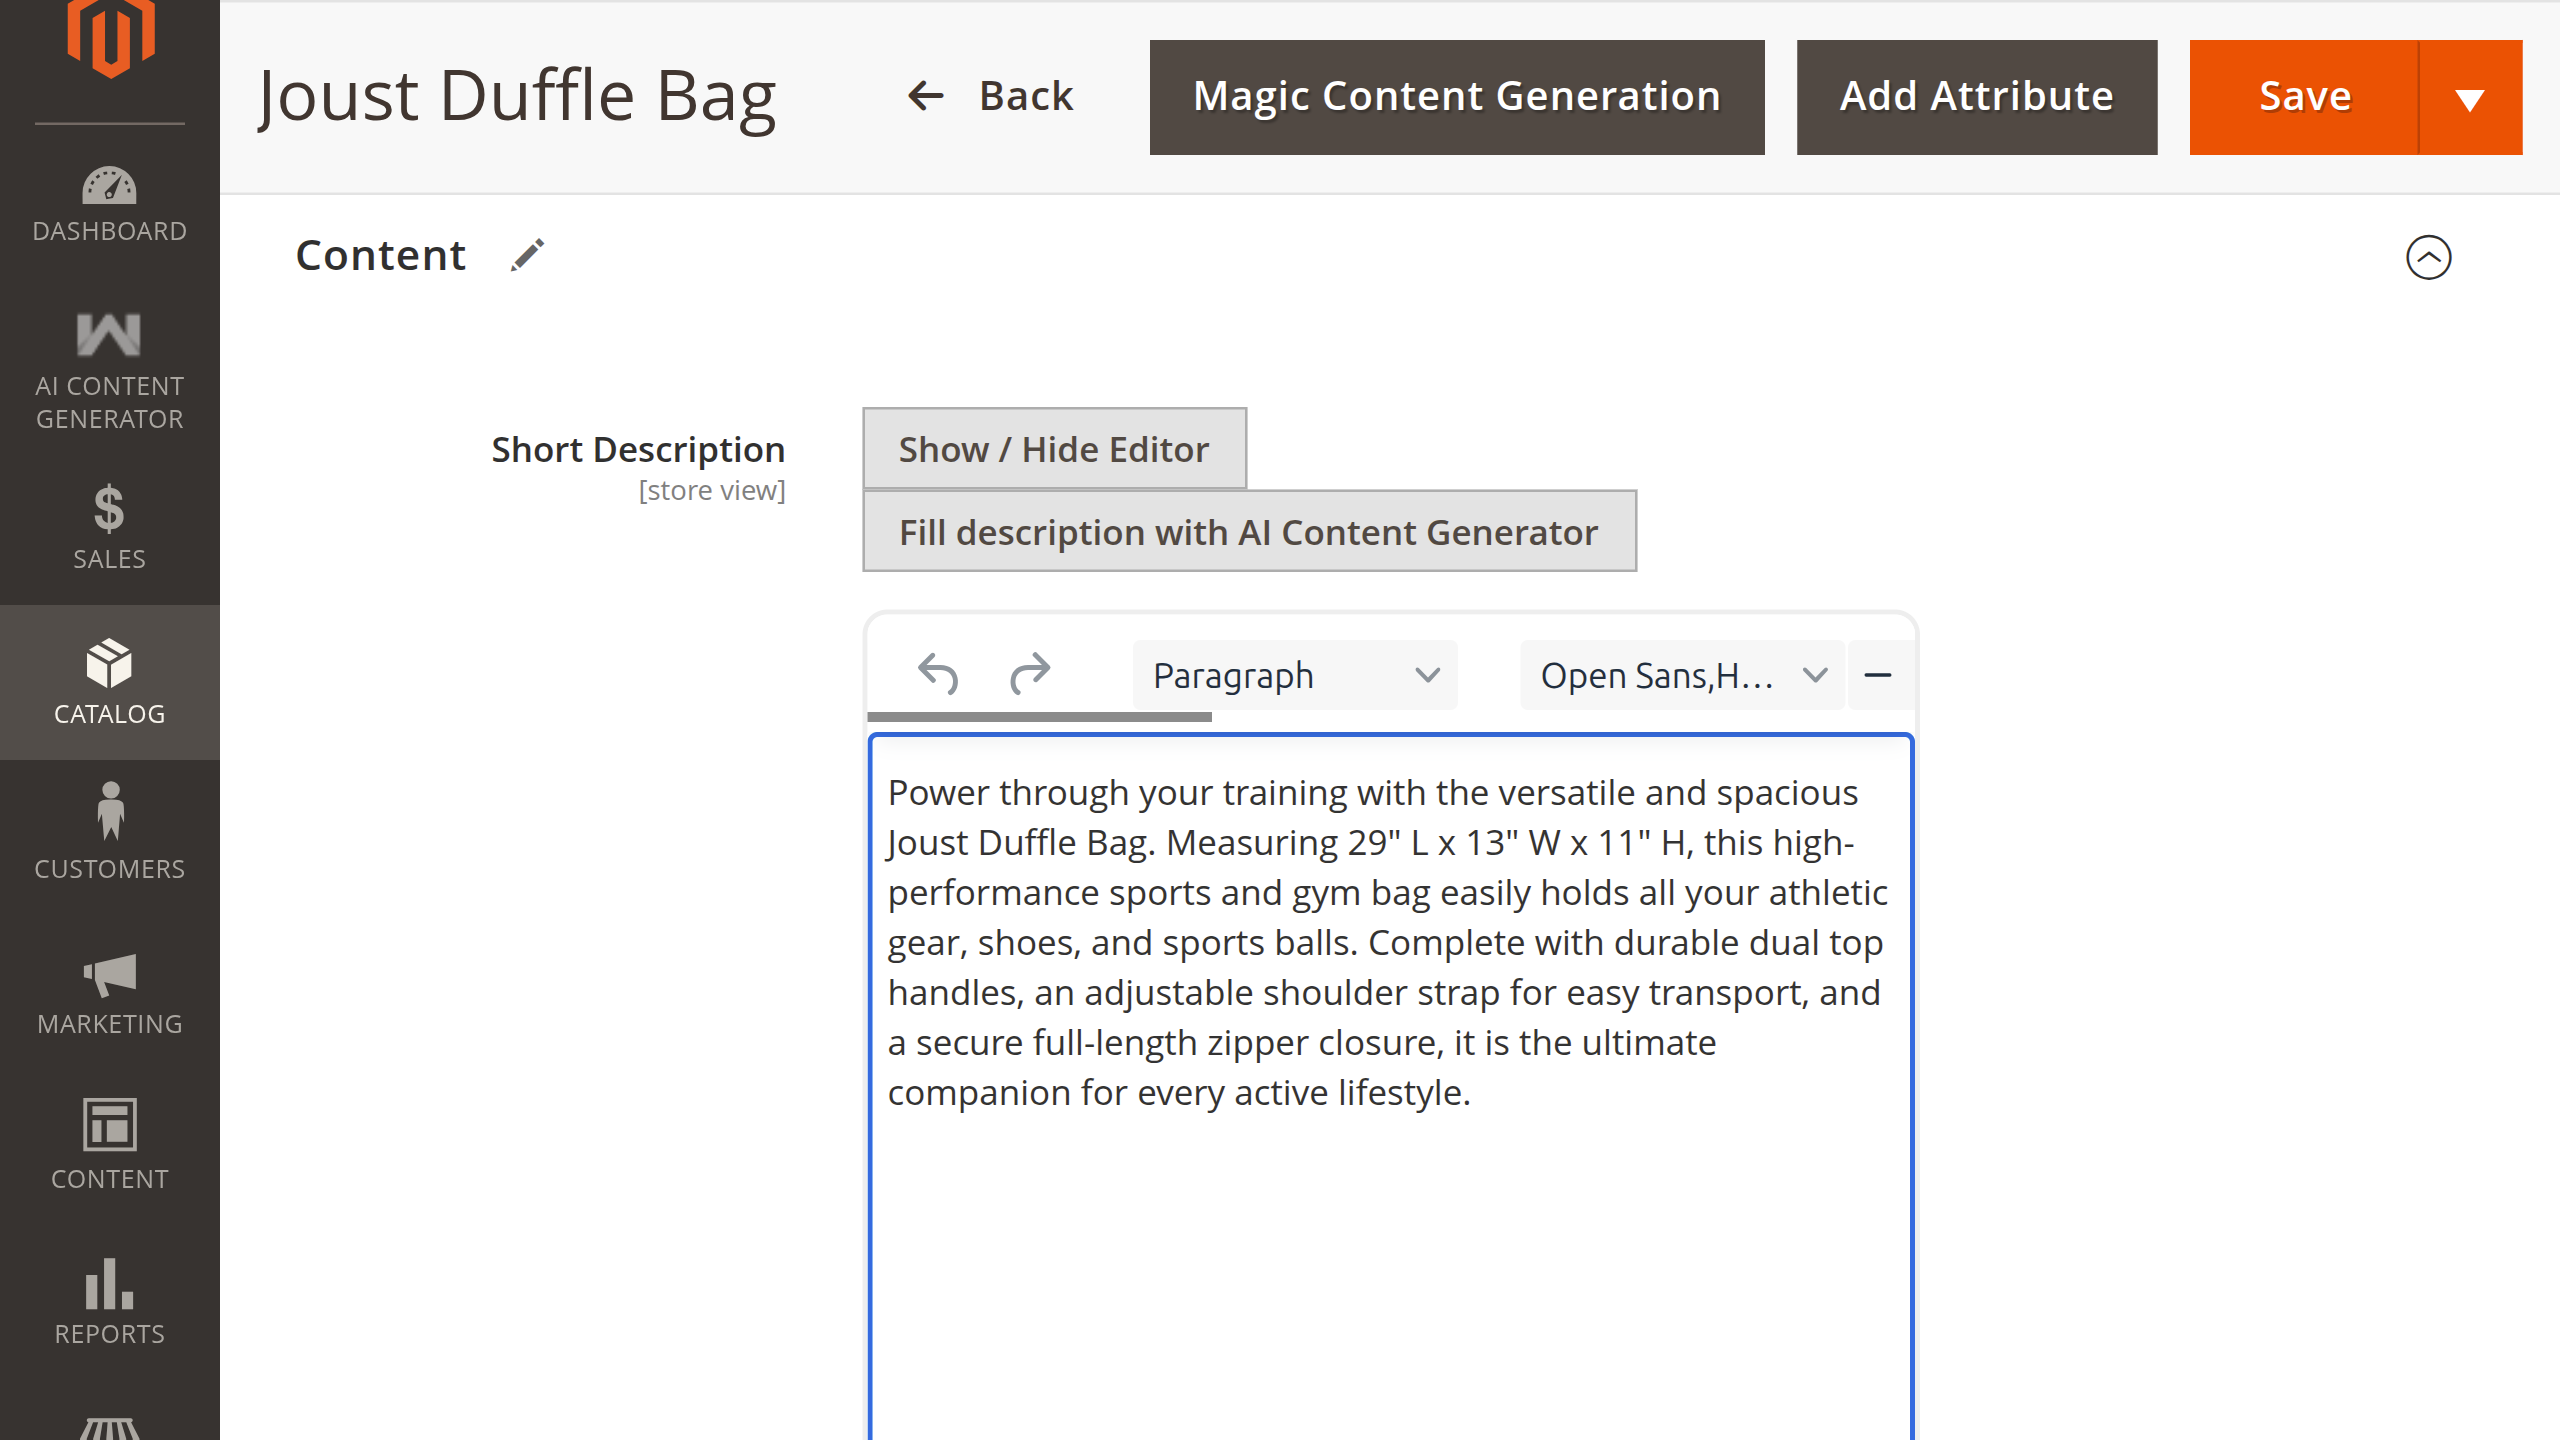 Joust Duffle Bag
Back
Magic Content Generation
Add Attribute
Save
DASHBOARD
AI CONTENT
GENERATOR
SALES
CATALOG
CUSTOMERS
MARKETING
CONTENT
REPORTS
Content
Short Description
[store view]
Show / Hide Editor
Fill description with AI Content Generator
Paragraph
Open Sans,H...
Power through your training with the versatile and spacious
Joust Duffle Bag. Measuring 29" L x 13" W x 11" H, this high-
performance sports and gym bag easily holds all your athletic
gear, shoes, and sports balls. Complete with durable dual top
handles, an adjustable shoulder strap for easy transport, and
a secure full-length zipper closure, it is the ultimate
companion for every active lifestyle.